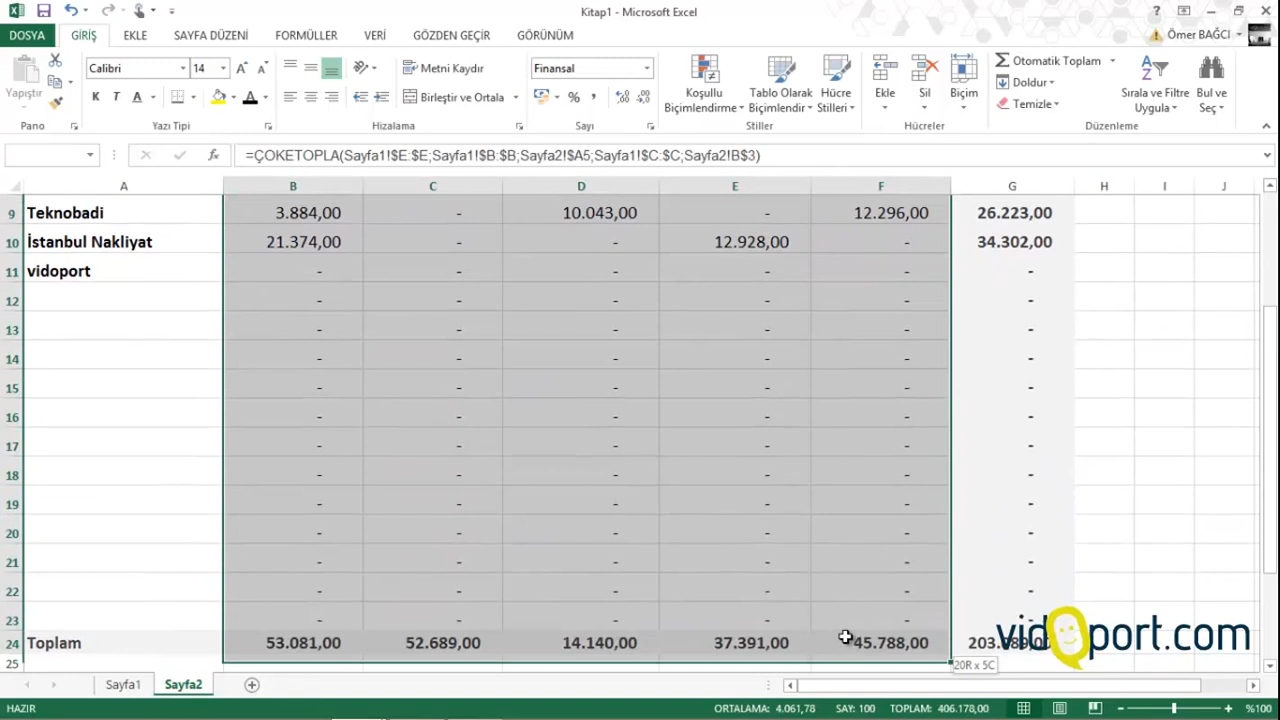 Kitap1 - Microsoft Excel
DOSYA GİRİŞ EKLE SAYFA DÜZENİ FORMÜLLER VERİ GÖZDEN GEÇİR GÖRÜNÜM Ömer BAĞCI
Yapıştır
Calibri 14
K T A
Metni Kaydır
Birleştir ve Ortala
Finansal
Koşullu Biçimlendirme
Tablo Olarak Biçimlendir
Hücre Stilleri
Ekle
Sil
Biçim
Otomatik Toplam
Doldur
Temizle
Sırala ve Filtre Uygula
Bul ve Seç
Pano Yazı Tipi Hizalama Sayı Stiller Hücreler Düzenleme
=ÇOKETOPLA(Sayfa1!$E:$E;Sayfa1!$B:$B;Sayfa2!$A5;Sayfa1!$C:$C;Sayfa2!B$3)
A B C D E F G H I J
9 Teknobadi 3.884,00 - 10.043,00 - 12.296,00 26.223,00
10 İstanbul Nakliyat 21.374,00 - - 12.928,00 - 34.302,00
11 vidoport - - - - - -
12 - - - - - -
13 - - - - - -
14 - - - - - -
15 - - - - - -
16 - - - - - -
17 - - - - - -
18 - - - - - -
19 - - - - - -
20 - - - - - -
21 - - - - - -
22 - - - - - -
23 - - - - - -
24 Toplam 53.081,00 52.689,00 14.140,00 37.391,00 45.788,00
vidoport.com
25
20R x 5C
Sayfa1 Sayfa2
HAZIR ORTALAMA: 4.061,78 SAY: 100 TOPLAM: 406.178,00 %100